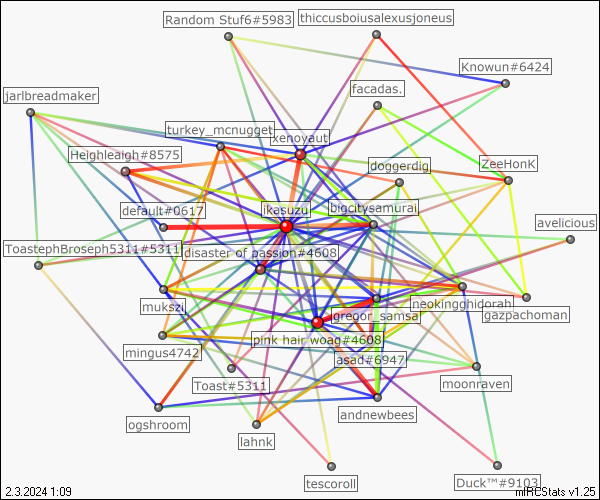 Random Stuf6#5983
thiccusboiusalexusjoneus
Knowun#6424
facadas.
jarlbreadmaker
turkey_mcnugget
xenoyaut
Heighleaigh#8575
doggerdig
ZeeHonK
default#0617
ikasuzu
bigcitysamurai
avelicious
ToastephBroseph5311#5311
disaster of passion#4608
mukszi
gregor_samsa
neokingghidorah
gazpachoman
pink hair woag#4608
mingus4742
asad#6947
Toast#5311
moonraven
ogshroom
andnewbees
lahnk
tescoroll
Duck™#9103
2.3.2024 1:09
mIRCStats v1.25